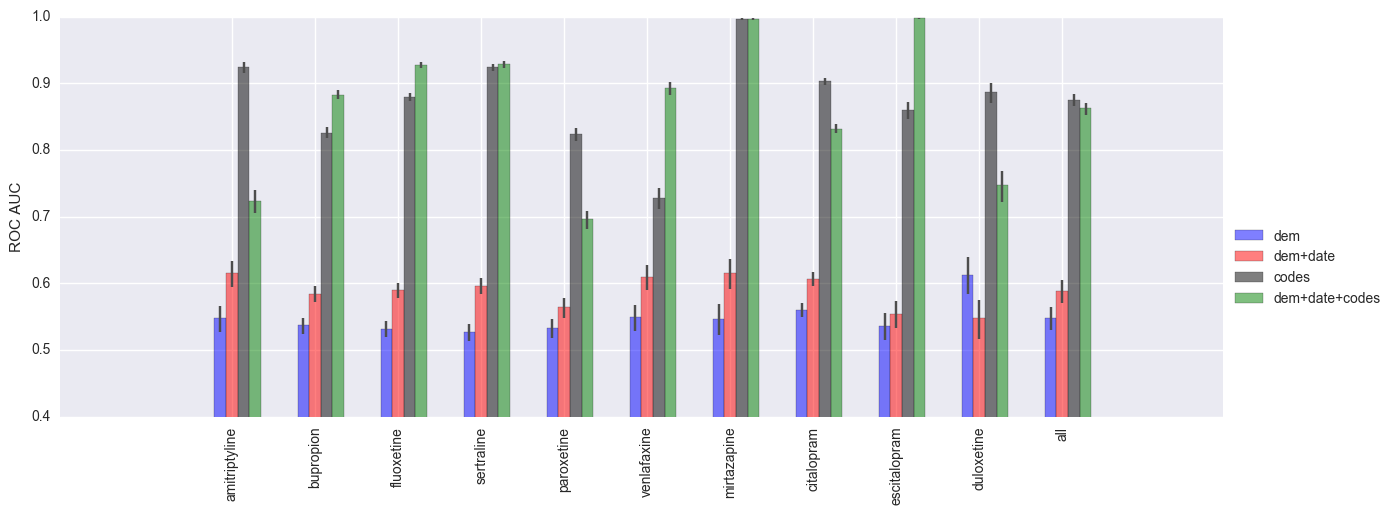 1.0
0.9
0.8
0.7
0.6
0.5
0.4
ROC AUC
amitriptyline
bupropion
fluoxetine
sertraline
paroxetine
venlafaxine
mirtazapine
citalopram
escitalopram
duloxetine
all
dem
dem+date
codes
dem+date+codes